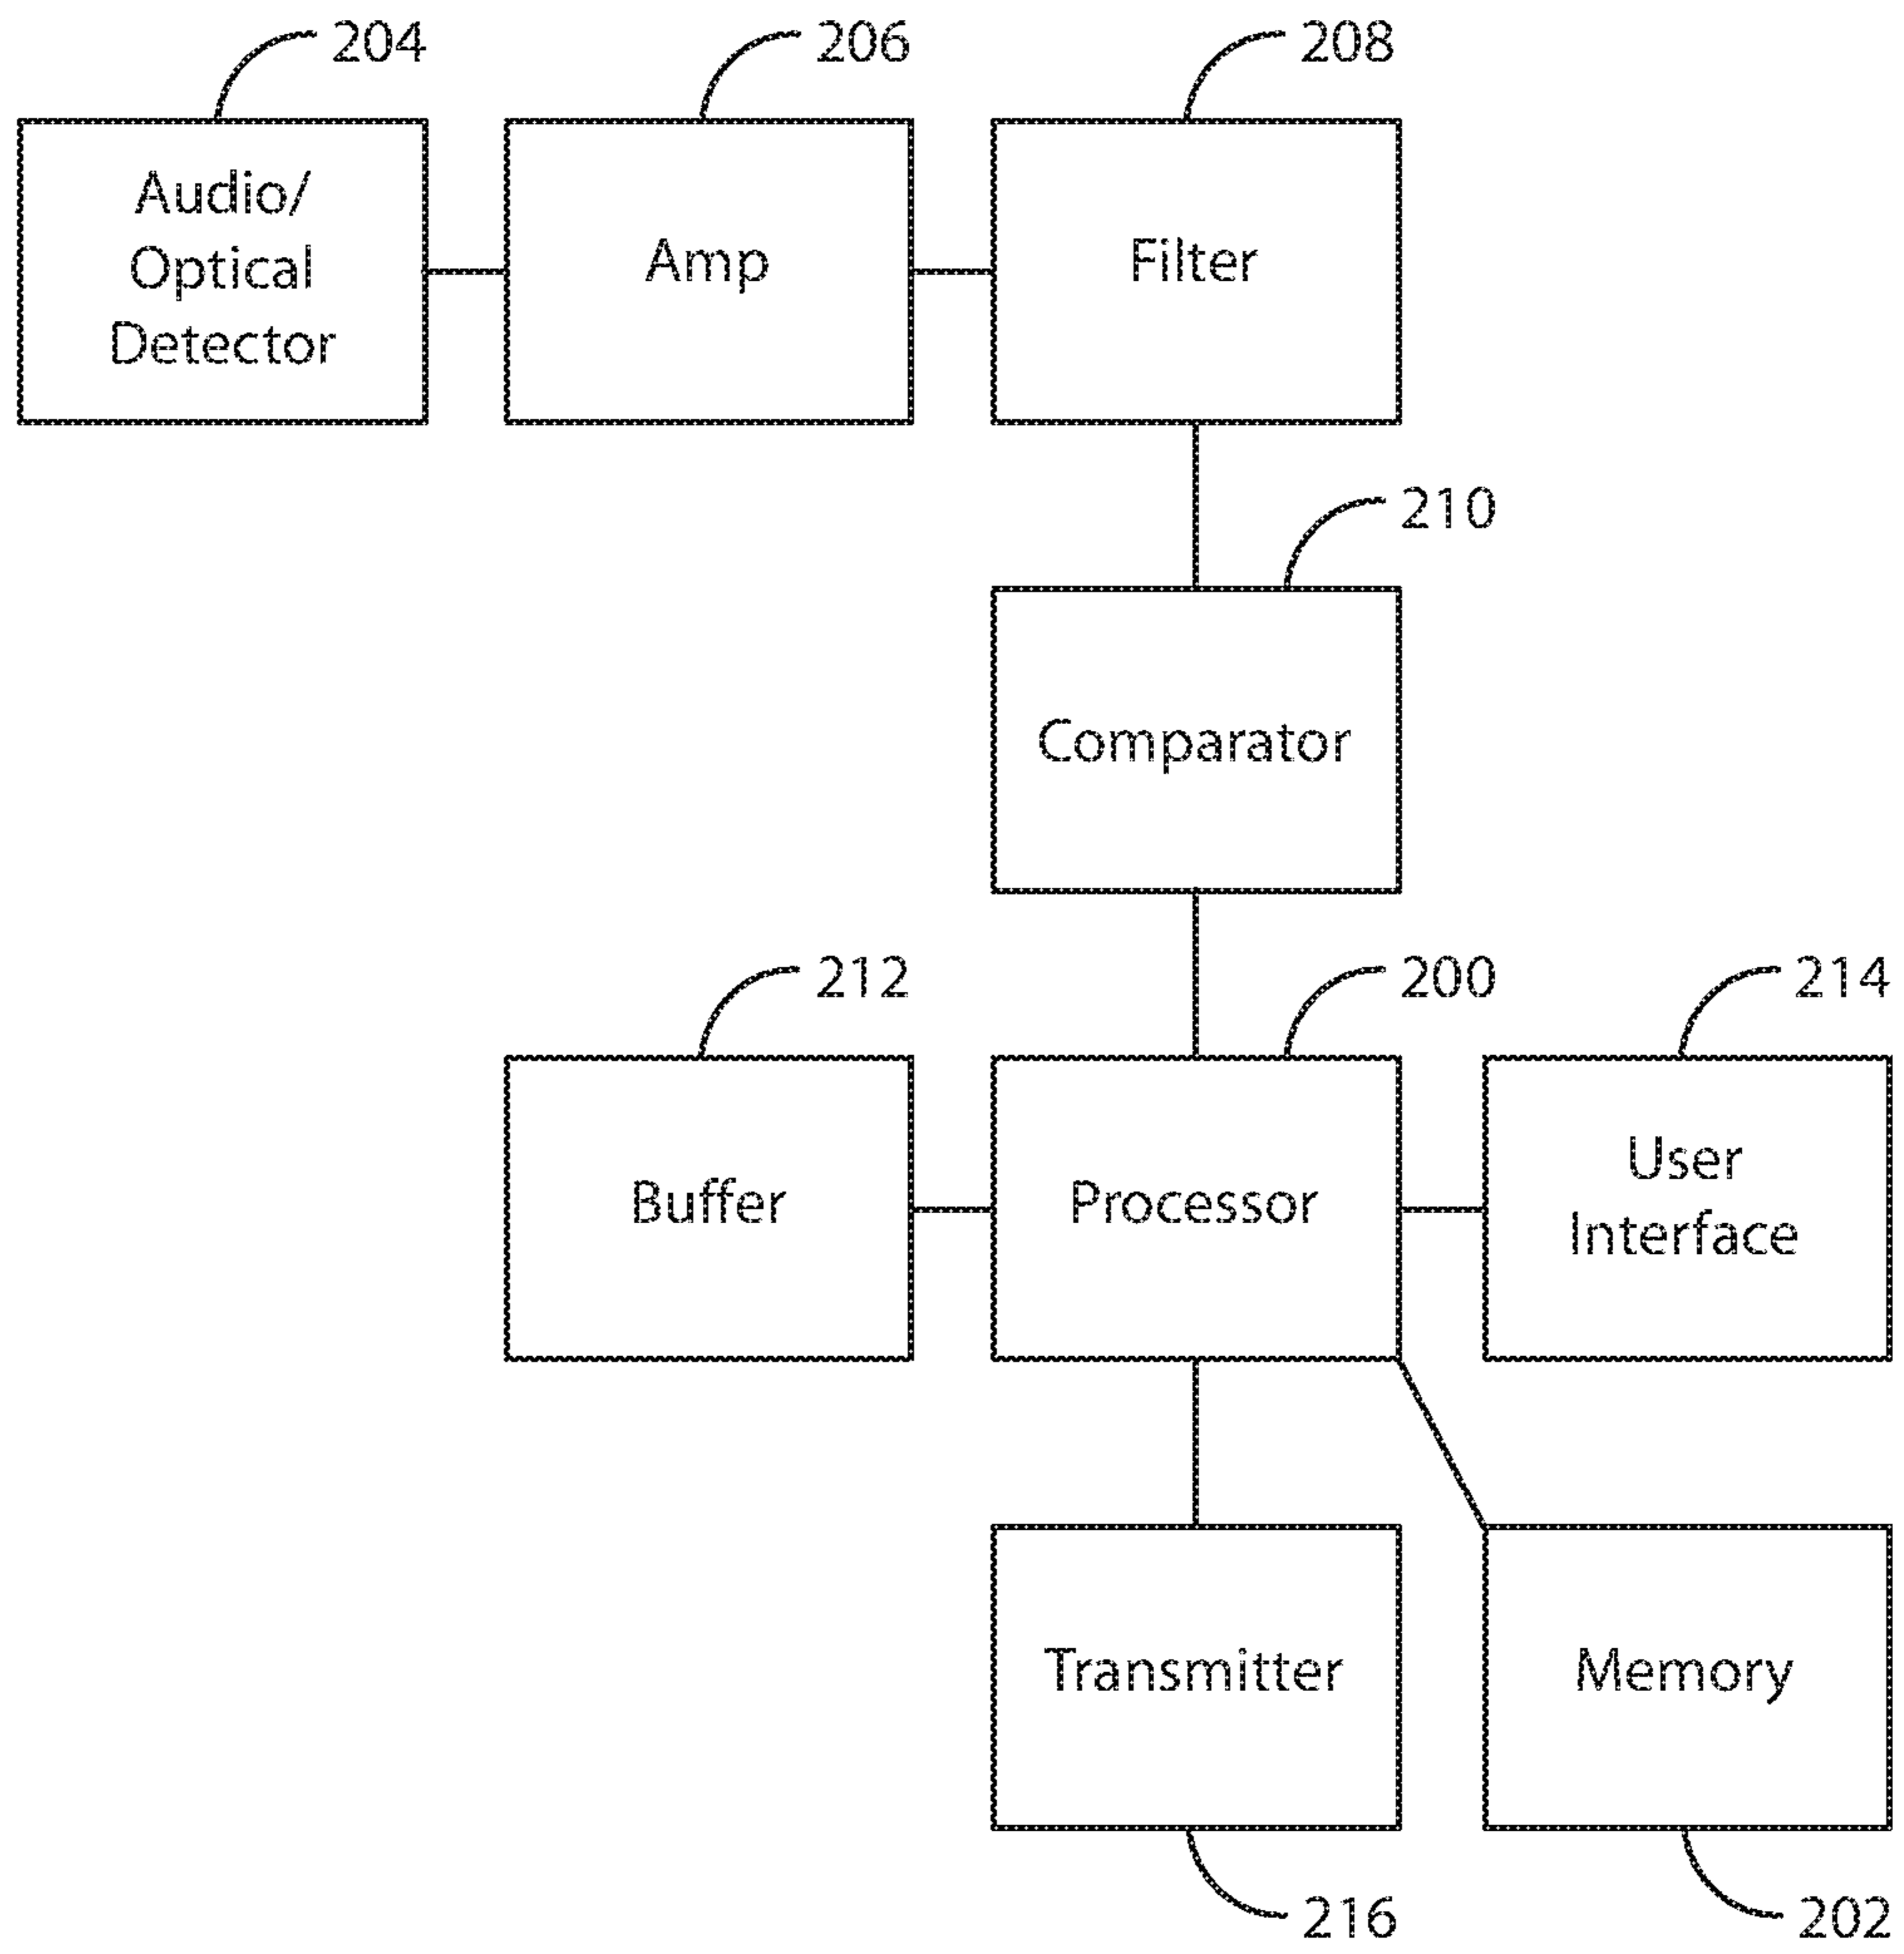 204
206
208
Audio/
Optical
Detector
Amp
Filter
210
Comparator
212
200
214
Buffer
Processor
User
Interface
Transmitter
Memory
216
202